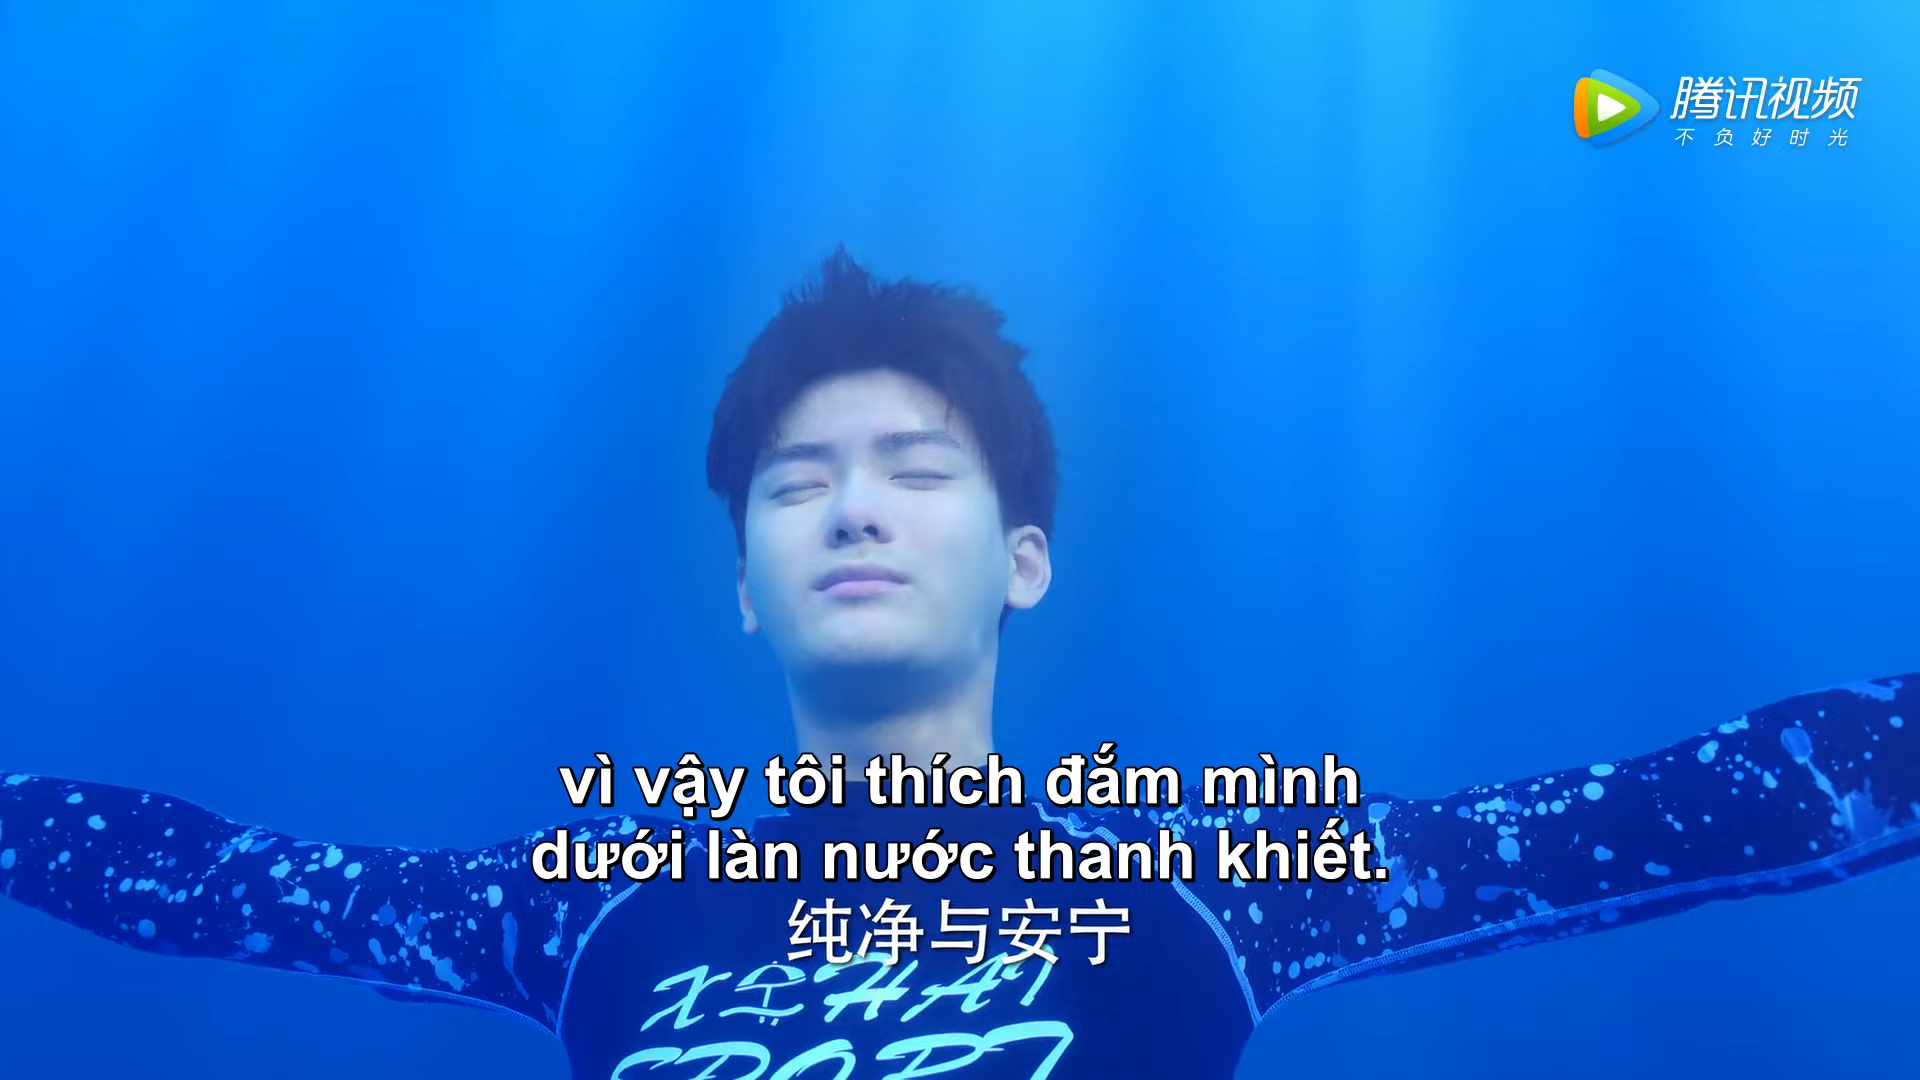 腾讯视频
不负好时光
vì vậy tôi thích đắm mình
dưới làn nước thanh khiết.
纯净与安宁
SPORT